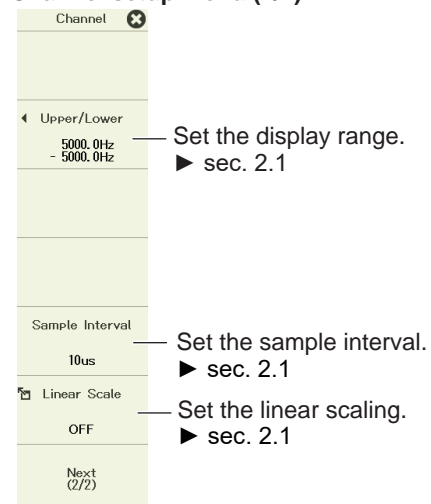 Channel
Upper/Lower
5000.0Hz
- 5000.0Hz
Set the display range.
► sec. 2.1
Sample Interval
10us
Set the sample interval.
► sec. 2.1
Linear Scale
OFF
Set the linear scaling.
► sec. 2.1
Next
(2/2)